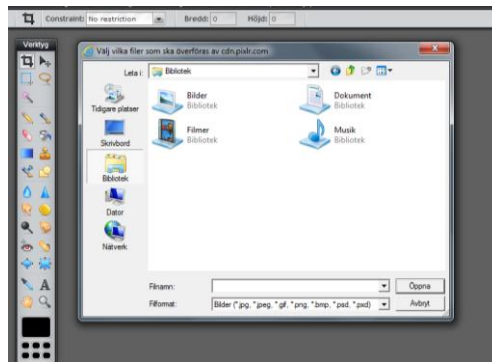 Constraint: No restriction Bredd: 0 Höjd: 0
Verktyg
Välj vilka filer som ska överföras av cdn.pixlr.com
Leta i: Bibliotek
Tidigare platser
Skrivbord
Bibliotek
Dator
Nätverk
Bilder
Bibliotek
Dokument
Bibliotek
Filmer
Bibliotek
Musik
Bibliotek
Filnamn: Öppna
Filformat: Bilder (*.jpg, *.jpeg, *.gif, *.png, *.bmp, *.psd, *.pxd) Avbryt
A